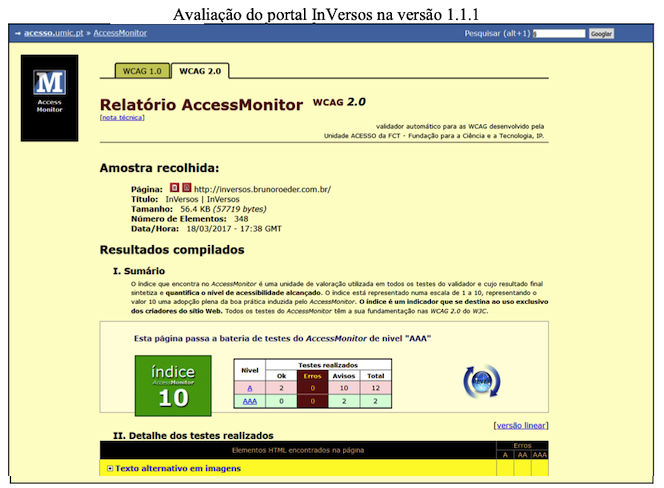 Avaliação do portal InVersos na versão 1.1.1
→ acesso.umic.pt » AccessMonitor
Pesquisar (alt+1)
Googlar
M
Access
Monitor
WCAG 1.0
WCAG 2.0
Relatório AccessMonitor WCAG 2.0
[nota técnica]
validador automático para as WCAG desenvolvido pela
Unidade ACESSO da FCT - Fundação para a Ciência e a Tecnologia, IP.
Amostra recolhida:
Página: http://inversos.brunoroeder.com.br/
Título: InVersos | InVersos
Tamanho: 56.4 KB (57719 bytes)
Número de Elementos: 348
Data/Hora: 18/03/2017 - 17:38 GMT
Resultados compilados
I. Sumário
O índice que encontra no AccessMonitor é uma unidade de valoração utilizada em todos os testes do validador e cujo resultado final
sintetiza e quantifica o nível de acessibilidade alcançado. O índice está representado numa escala de 1 a 10, representando o
valor 10 uma adopção plena da boa prática induzida pelo AccessMonitor. O índice é um indicador que se destina ao uso exclusivo
dos criadores do sítio Web. Todos os testes do AccessMonitor têm a sua fundamentação nas WCAG 2.0 do W3C.
Esta página passa a bateria de testes do AccessMonitor de nível "AAA"
índice
AccessMonitor
10
Nível Testes realizados
Ok Erros Avisos Total
A 2 0 10 12
AAA 0 0 2 2
[versão linear]
II. Detalhe dos testes realizados
Elementos HTML encontrados na página Erros
A AA AAA
Texto alternativo em imagens